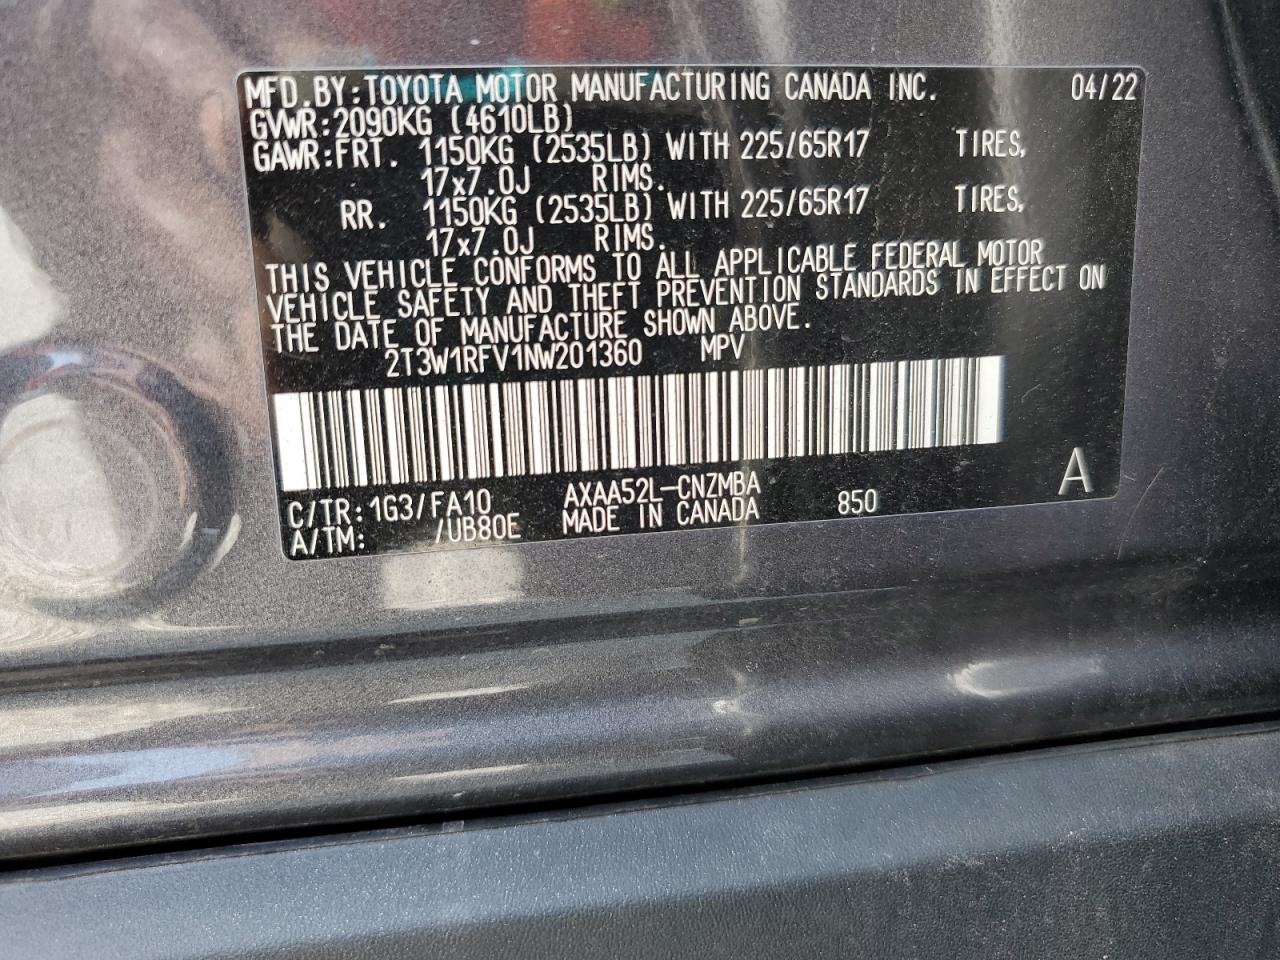 MFD.BY:TOYOTA MOTOR MANUFACTURING CANADA INC. 04/22
GVWR:2090KG (4610LB)
GAWR:FRT. 1150KG (2535LB) WITH 225/65R17 TIRES,
17x7.0J RIMS.
RR. 1150KG (2535LB) WITH 225/65R17 TIRES,
17x7.0J RIMS.
THIS VEHICLE CONFORMS TO ALL APPLICABLE FEDERAL MOTOR
VEHICLE SAFETY AND THEFT PREVENTION STANDARDS IN EFFECT ON
THE DATE OF MANUFACTURE SHOWN ABOVE.
2T3W1RFV1NW201360 MPV
C/TR:1G3/FA10 AXAA52L-CNZMBA 850 A
A/TM: /UB80E MADE IN CANADA